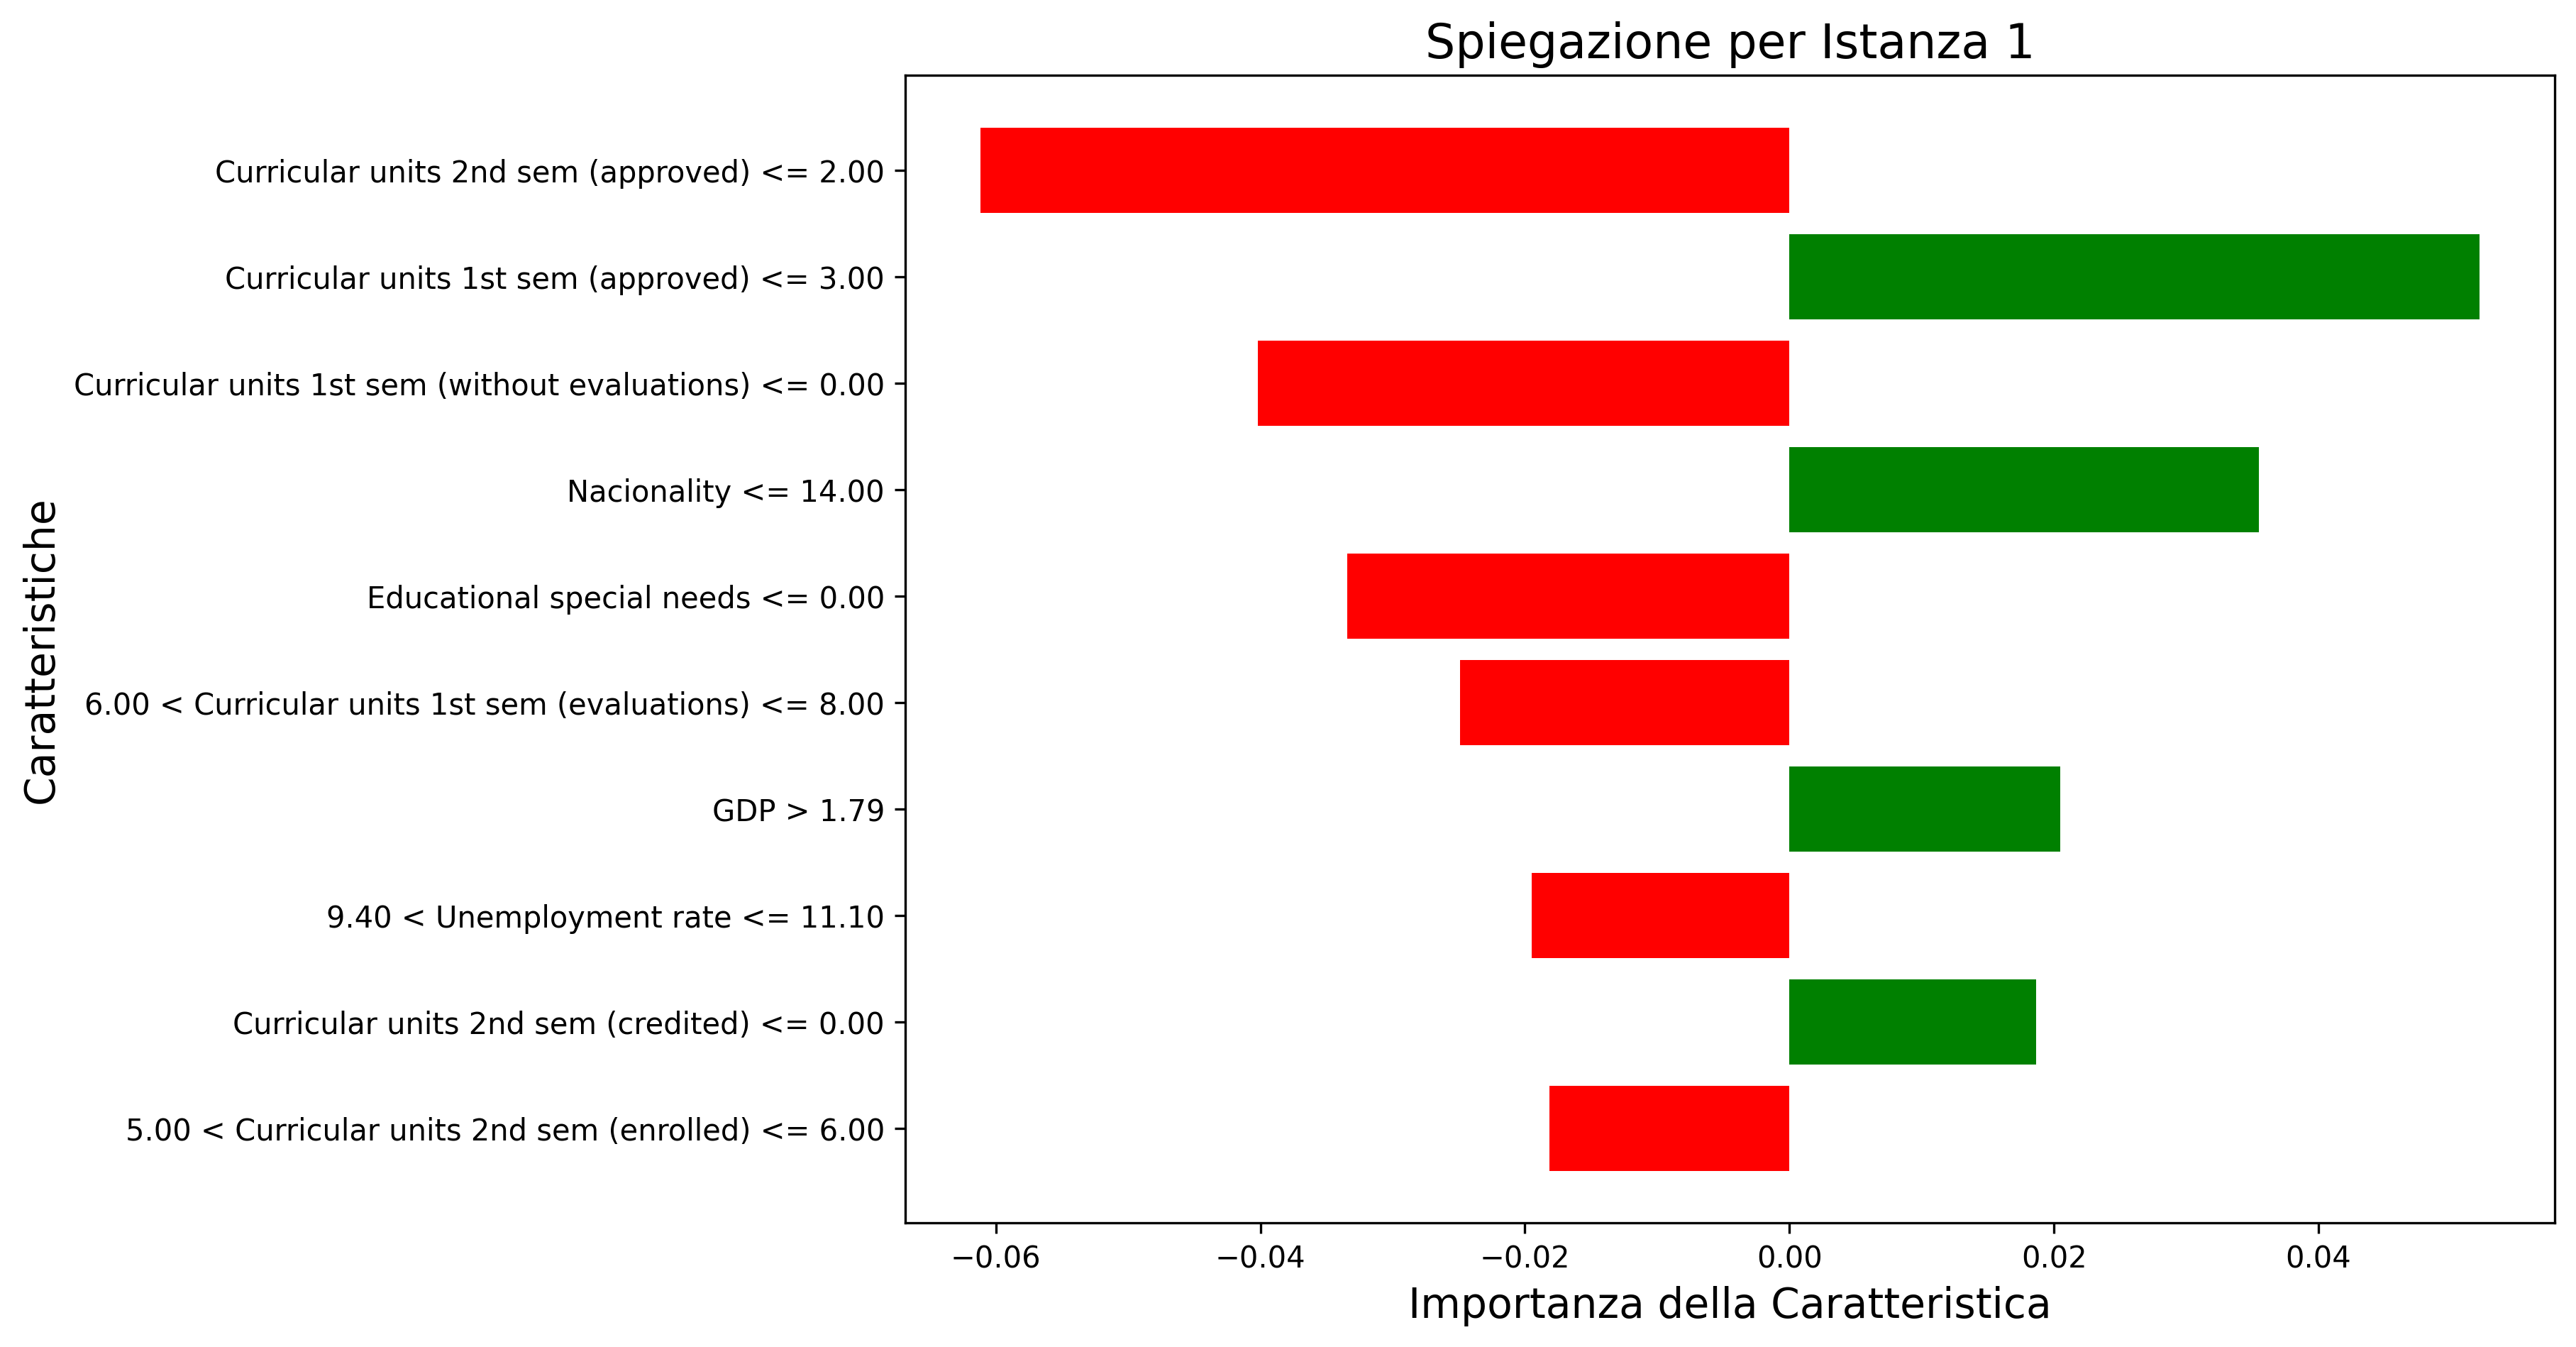 Spiegazione per Istanza 1
Curricular units 2nd sem (approved) <= 2.00
Curricular units 1st sem (approved) <= 3.00
Curricular units 1st sem (without evaluations) <= 0.00
Nacionality <= 14.00
Educational special needs <= 0.00
6.00 < Curricular units 1st sem (evaluations) <= 8.00
GDP > 1.79
9.40 < Unemployment rate <= 11.10
Curricular units 2nd sem (credited) <= 0.00
5.00 < Curricular units 2nd sem (enrolled) <= 6.00
Caratteristiche
−0.06 −0.04 −0.02 0.00 0.02 0.04
Importanza della Caratteristica